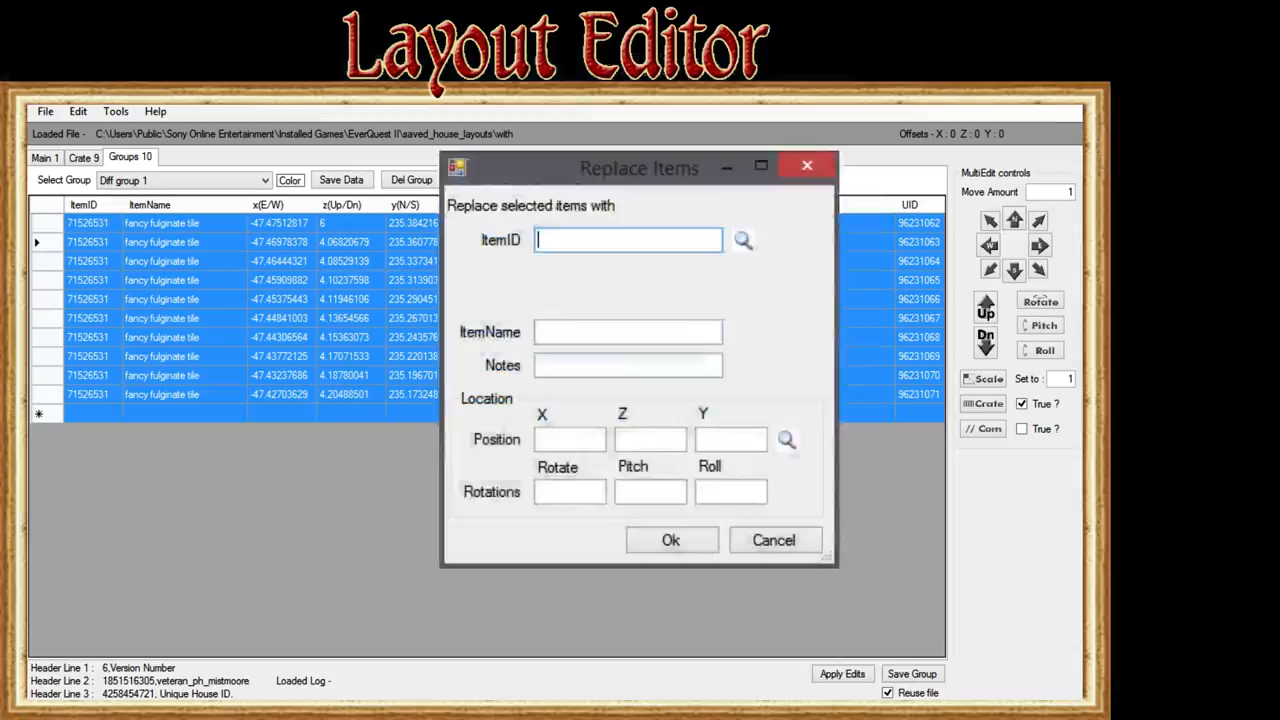 Layout Editor
File Edit Tools Help
Loaded File - C:\Users\Public\Sony Online Entertainment\Installed Games\EverQuest II\saved_house_layouts\with Offsets - X : 0 Z : 0 Y : 0
Main 1 Crate 9 Groups 10
Select Group Diff group 1 Color Save Data Del Group
ItemID ItemName x(E/W) z(Up/Dn) y(N/S) UID
71526531 fancy fulginate tile -47.47512817 6 235.384216 96231062
71526531 fancy fulginate tile -47.46978378 4.06820679 235.360778 96231063
71526531 fancy fulginate tile -47.46444321 4.08529139 235.337341 96231064
71526531 fancy fulginate tile -47.45909882 4.10237598 235.313903 96231065
71526531 fancy fulginate tile -47.45375443 4.11946106 235.290451 96231066
71526531 fancy fulginate tile -47.44841003 4.13654566 235.267013 96231067
71526531 fancy fulginate tile -47.44306564 4.15363073 235.243576 96231068
71526531 fancy fulginate tile -47.43772125 4.17071533 235.220138 96231069
71526531 fancy fulginate tile -47.43237686 4.18780041 235.196701 96231070
71526531 fancy fulginate tile -47.42703629 4.20488501 235.173248 96231071
Replace Items
Replace selected items with
ItemID
ItemName
Notes
Location
X Z Y
Position
Rotate Pitch Roll
Rotations
Ok Cancel
MultiEdit controls
Move Amount 1
N
W E
S
Up
Dn
Rotate
Pitch
Roll
Scale Set to : 1
Crate True ?
// Com True ?
Header Line 1 : 6,Version Number
Header Line 2 : 1851516305,veteran_ph_mistmoore Loaded Log -
Header Line 3 : 4258454721, Unique House ID.
Apply Edits Save Group
Reuse file